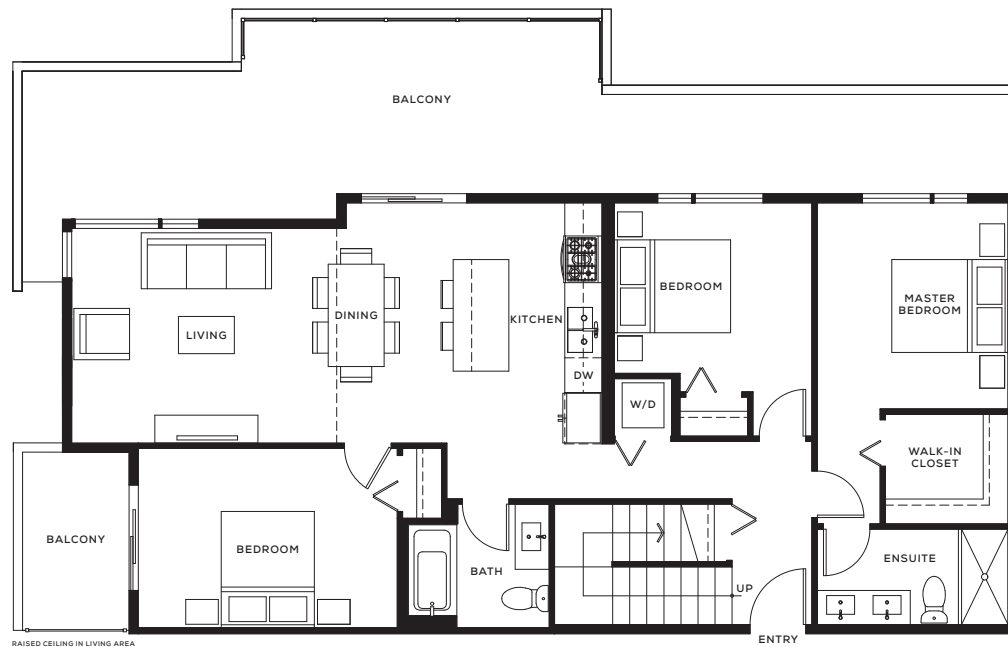 BALCONY
LIVING
DINING
KITCHEN
DW
BEDROOM
MASTER
BEDROOM
W/D
WALK-IN
CLOSET
BALCONY
BEDROOM
BATH
UP
ENSUITE
ENTRY
RAISED CEILING IN LIVING AREA